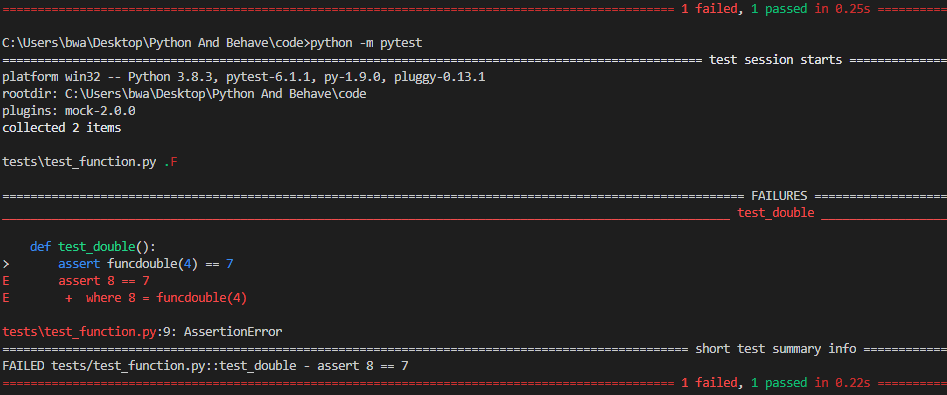 ============================================================================================== 1 failed, 1 passed in 0.25s ==========
C:\Users\bwa\Desktop\Python And Behave\code>python -m pytest
================================================================================================== test session starts ==============
platform win32 -- Python 3.8.3, pytest-6.1.1, py-1.9.0, pluggy-0.13.1
rootdir: C:\Users\bwa\Desktop\Python And Behave\code
plugins: mock-2.0.0
collected 2 items
tests\test_function.py .F
======================================================================================================== FAILURES ===================
______________________________________________________________________________________________________ test_double __________________
def test_double():
> assert funcdouble(4) == 7
E assert 8 == 7
E + where 8 = funcdouble(4)
tests\test_function.py:9: AssertionError
================================================================================================ short test summary info ============
FAILED tests/test_function.py::test_double - assert 8 == 7
============================================================================================== 1 failed, 1 passed in 0.22s ==========